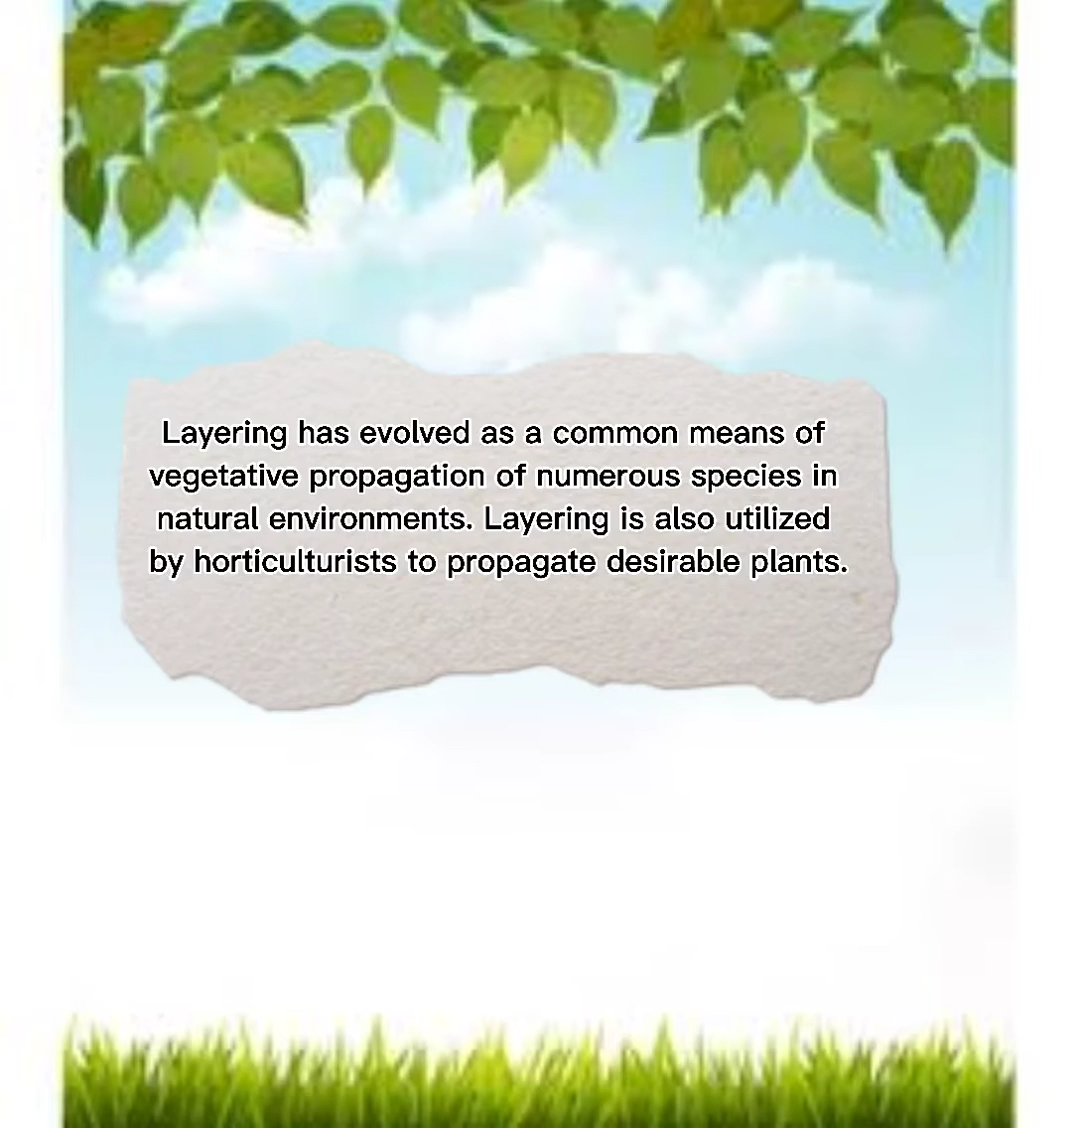 Layering has evolved as a common means of
vegetative propagation of numerous species in
natural environments. Layering is also utilized
by horticulturists to propagate desirable plants.